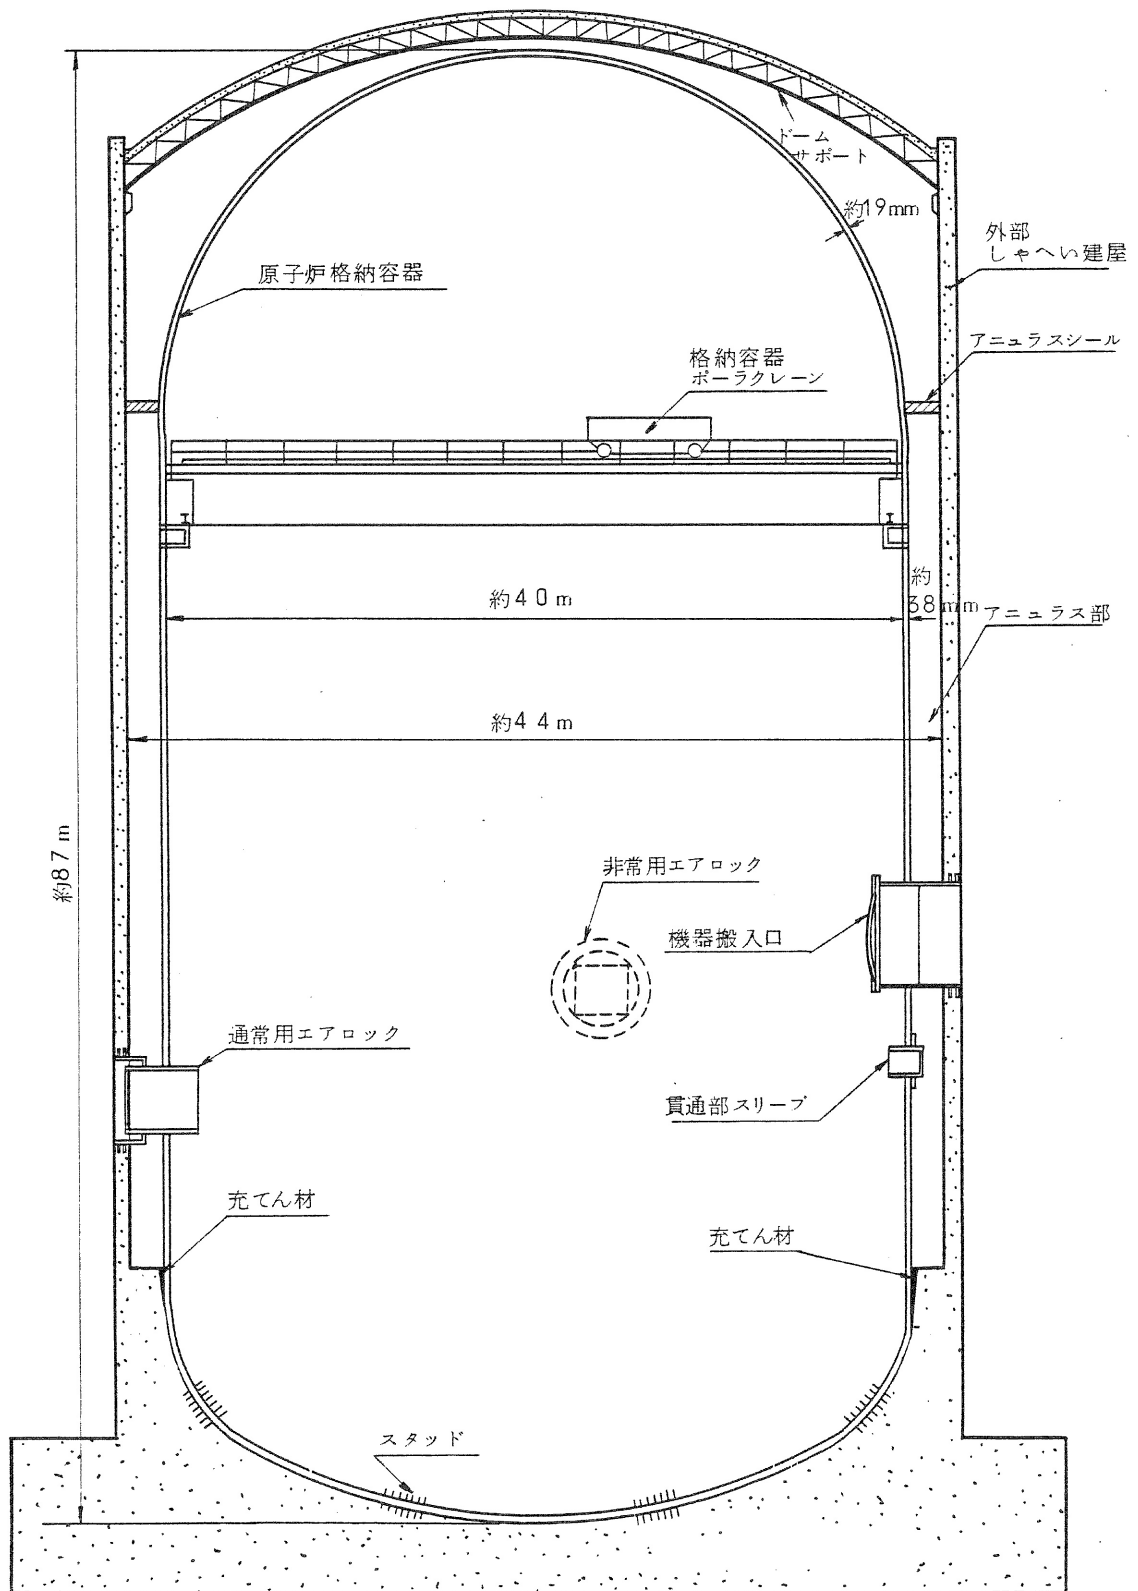 ドーム
サポート
約19mm
外部
しゃへい建屋
原子炉格納容器
アニュラスシール
格納容器
ポーラクレーン
約
38mm
約40m
アニュラス部
約44m
約87m
非常用エアロック
機器搬入口
通常用エアロック
貫通部スリーブ
充てん材
充てん材
スタッド